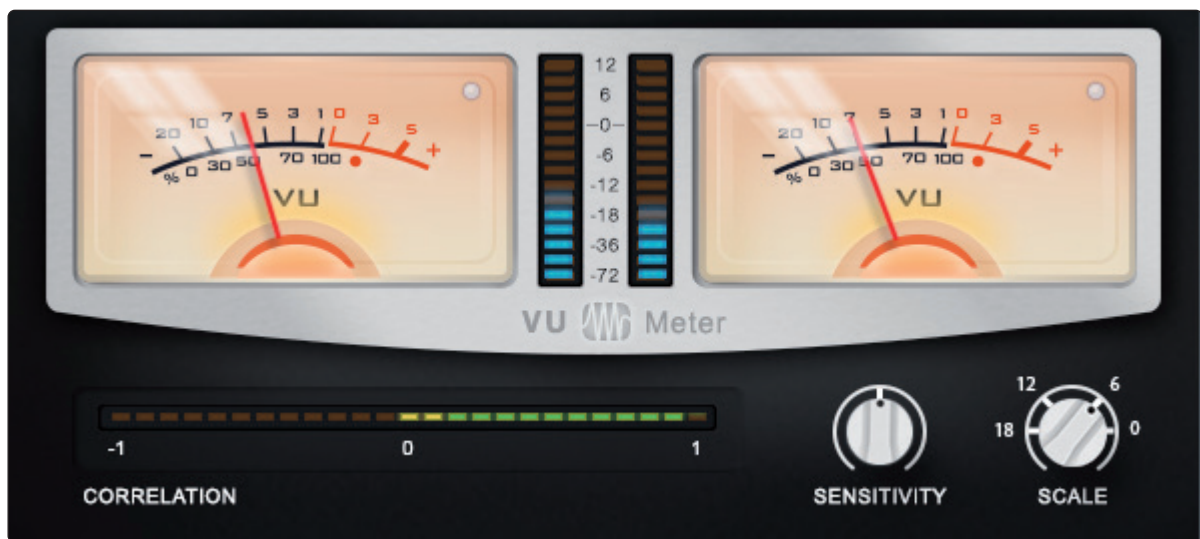 - 20 10 7 5 3 1 0 3 5 +
% 0 30 50 70 100
VU
12
6
0
-6
-12
-18
-36
-72
- 20 10 7 5 3 1 0 3 5 +
% 0 30 50 70 100
VU
VU Meter
-1 0 1
CORRELATION
SENSITIVITY
12 6
18 0
SCALE